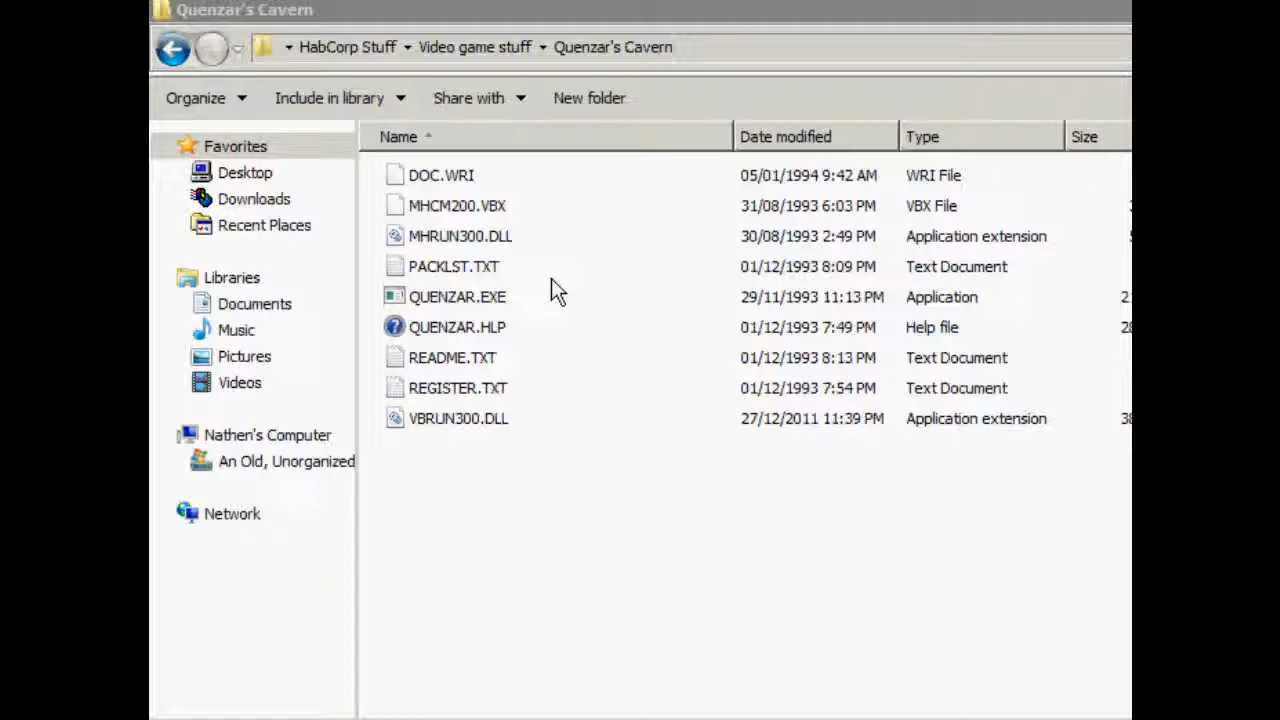 Quenzar's Cavern
HabCorp Stuff Video game stuff Quenzar's Cavern
Organize Include in library Share with New folder
Favorites
Desktop
Downloads
Recent Places
Libraries
Documents
Music
Pictures
Videos
Nathen's Computer
An Old, Unorganized
Network
Name Date modified Type Size
DOC.WRI 05/01/1994 9:42 AM WRI File
MHCM200.VBX 31/08/1993 6:03 PM VBX File
MHRUN300.DLL 30/08/1993 2:49 PM Application extension
PACKLST.TXT 01/12/1993 8:09 PM Text Document
QUENZAR.EXE 29/11/1993 11:13 PM Application
QUENZAR.HLP 01/12/1993 7:49 PM Help file
README.TXT 01/12/1993 8:13 PM Text Document
REGISTER.TXT 01/12/1993 7:54 PM Text Document
VBRUN300.DLL 27/12/2011 11:39 PM Application extension